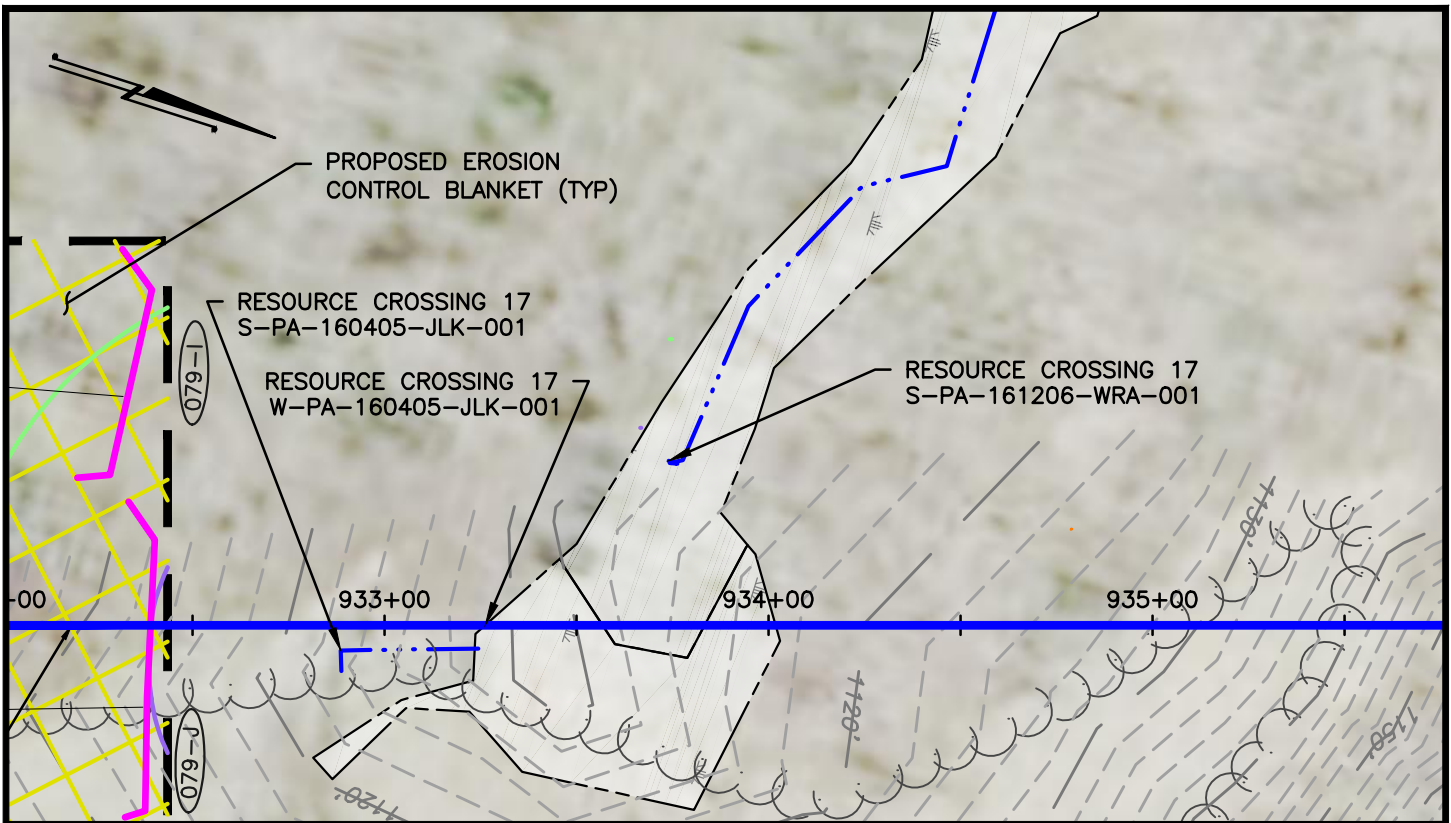 PROPOSED EROSION
CONTROL BLANKET (TYP)
RESOURCE CROSSING 17
S-PA-160405-JLK-001
RESOURCE CROSSING 17
W-PA-160405-JLK-001
RESOURCE CROSSING 17
S-PA-161206-WRA-001
I-079
-00
933+00
934+00
935+00
1130'
1120'
1150'
J-079
1120'